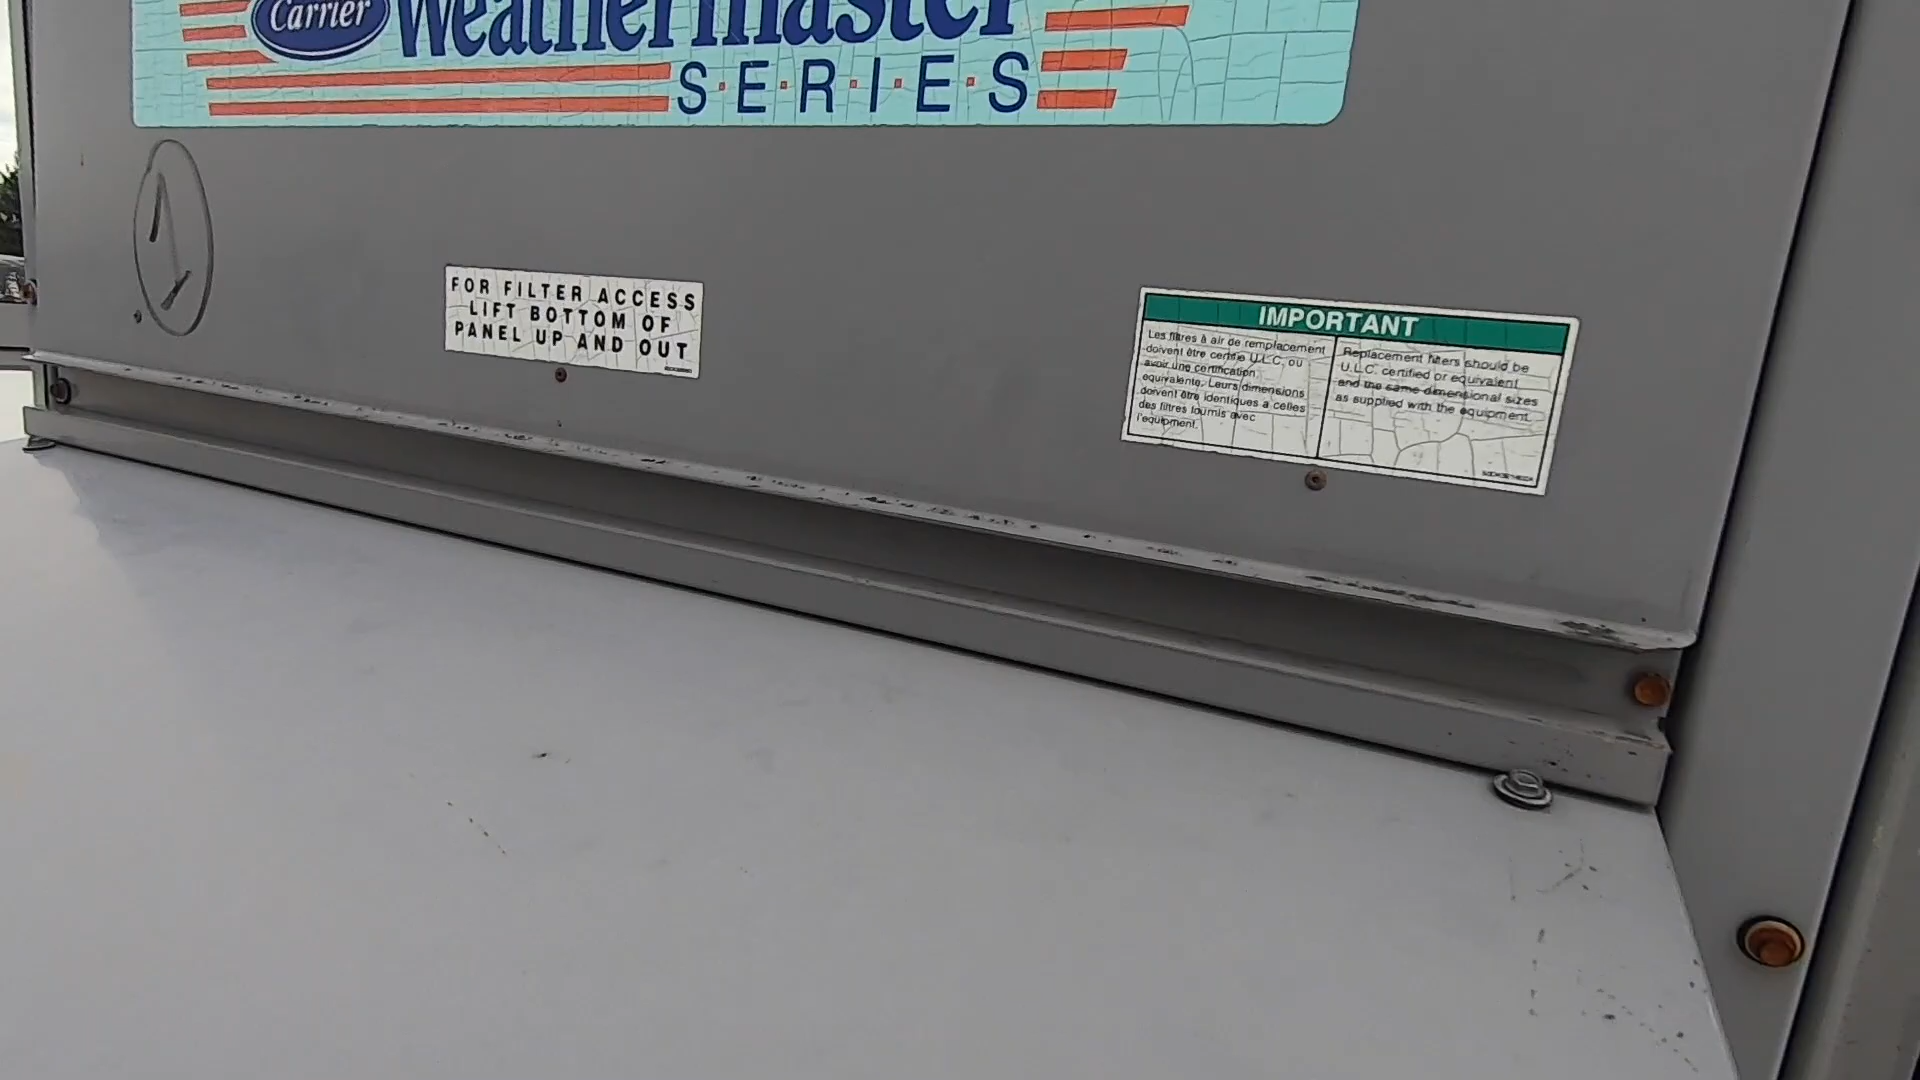 Carrier Weathermaster
S·E·R·I·E·S
1
FOR FILTER ACCESS
LIFT BOTTOM OF
PANEL UP AND OUT
IMPORTANT
Les filtres à air de remplacement
doivent être certifié U.L.C. ou
avoir une certification
equivalente. Leurs dimensions
doivent être identiques a celles
des filtres fournis avec
l'equipment.
Replacement filters should be
U.L.C. certified or equivalent
and the same dimensional sizes
as supplied with the equipment.